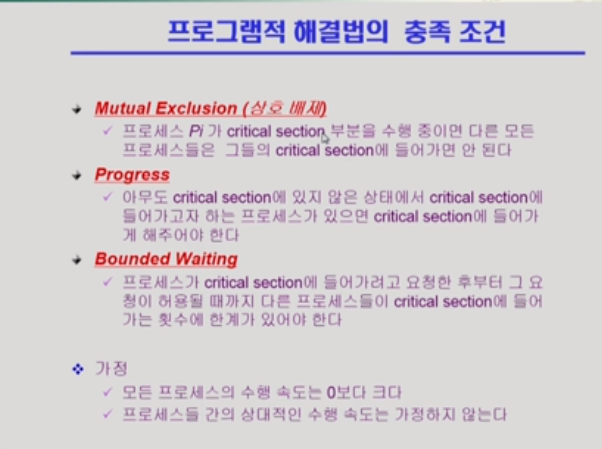 프로그램적 해결법의 충족 조건
Mutual Exclusion (상호 배제)
프로세스 Pi 가 critical section 부분을 수행 중이면 다른 모든
프로세스들은 그들의 critical section에 들어가면 안 된다
Progress
아무도 critical section에 있지 않은 상태에서 critical section에
들어가고자 하는 프로세스가 있으면 critical section에 들어가
게 해주어야 한다
Bounded Waiting
프로세스가 critical section에 들어가려고 요청한 후부터 그 요
청이 허용될 때까지 다른 프로세스들이 critical section에 들어
가는 횟수에 한계가 있어야 한다
가정
모든 프로세스의 수행 속도는 0보다 크다
프로세스들 간의 상대적인 수행 속도는 가정하지 않는다